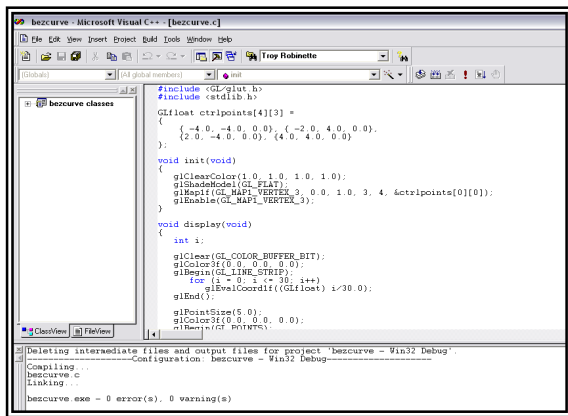 bezcurve - Microsoft Visual C++ - [bezcurve.c]
File Edit View Insert Project Build Tools Window Help
Troy Robinette
(Globals) (All global members) init
bezcurve classes
#include <GL/glut.h>
#include <stdlib.h>
GLfloat ctrlpoints[4][3] =
{
{ -4.0, -4.0, 0.0}, { -2.0, 4.0, 0.0},
{2.0, -4.0, 0.0}, {4.0, 4.0, 0.0}
};
void init(void)
{
glClearColor(1.0, 1.0, 1.0, 1.0);
glShadeModel(GL_FLAT);
glMap1f(GL_MAP1_VERTEX_3, 0.0, 1.0, 3, 4, &ctrlpoints[0][0]);
glEnable(GL_MAP1_VERTEX_3);
}
void display(void)
{
int i;
glClear(GL_COLOR_BUFFER_BIT);
glColor3f(0.0, 0.0, 0.0);
glBegin(GL_LINE_STRIP);
for (i = 0; i <= 30; i++)
glEvalCoord1f((GLfloat) i/30.0);
glEnd();
glPointSize(5.0);
glColor3f(0.0, 0.0, 0.0);
glBegin(GL_POINTS);
ClassView FileView
Deleting intermediate files and output files for project 'bezcurve - Win32 Debug'.
--------------------Configuration: bezcurve - Win32 Debug--------------------
Compiling...
bezcurve.c
Linking...
bezcurve.exe - 0 error(s), 0 warning(s)